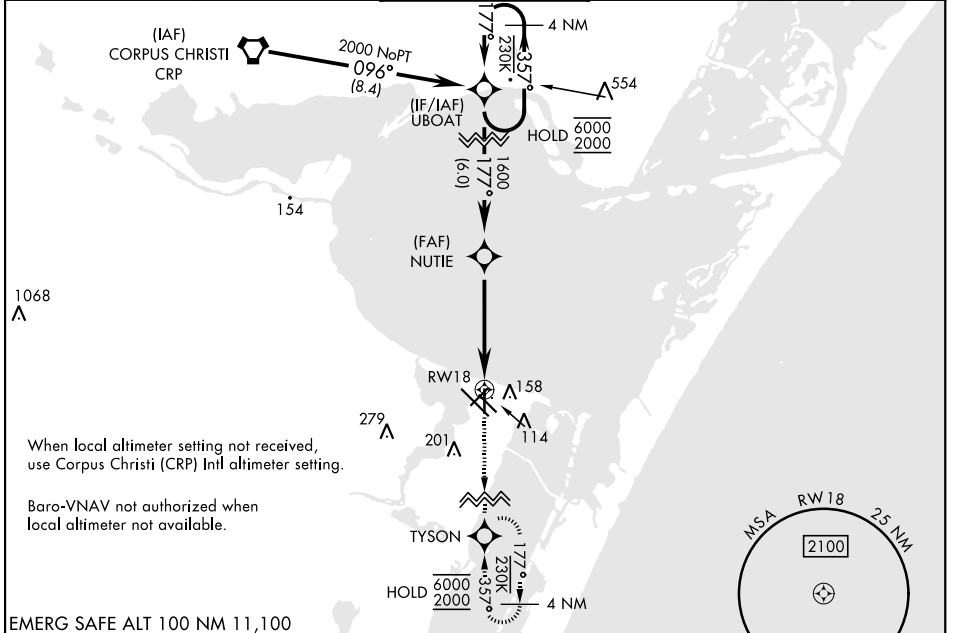 (IAF)
CORPUS CHRISTI
CRP
2000 NoPT
096°
(8.4)
177°
4 NM
230K
357°
554
(IF/IAF)
UBOAT
HOLD 6000
2000
1600
177°
(6.0)
154
(FAF)
NUTIE
1068
RW18
158
114
279
201
When local altimeter setting not received,
use Corpus Christi (CRP) Intl altimeter setting.
Baro-VNAV not authorized when
local altimeter not available.
TYSON
177°
230K
HOLD 6000
2000
357°
4 NM
MSA RW18 25 NM
2100
EMERG SAFE ALT 100 NM 11,100